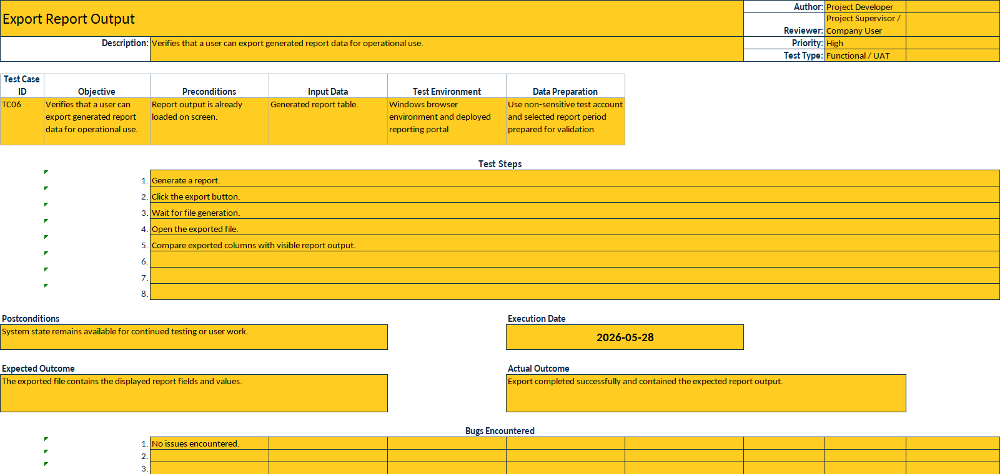 Export Report Output
Author: Project Developer
Reviewer: Project Supervisor /
Company User
Description: Verifies that a user can export generated report data for operational use.
Priority: High
Test Type: Functional / UAT
Test Case
ID
Objective
Preconditions
Input Data
Test Environment
Data Preparation
TC06
Verifies that a user can
export generated report
data for operational use.
Report output is already
loaded on screen.
Generated report table.
Windows browser
environment and deployed
reporting portal
Use non-sensitive test account
and selected report period
prepared for validation
Test Steps
1. Generate a report.
2. Click the export button.
3. Wait for file generation.
4. Open the exported file.
5. Compare exported columns with visible report output.
6.
7.
8.
Postconditions
System state remains available for continued testing or user work.
Execution Date
2026-05-28
Expected Outcome
The exported file contains the displayed report fields and values.
Actual Outcome
Export completed successfully and contained the expected report output.
Bugs Encountered
1. No issues encountered.
2.
3.